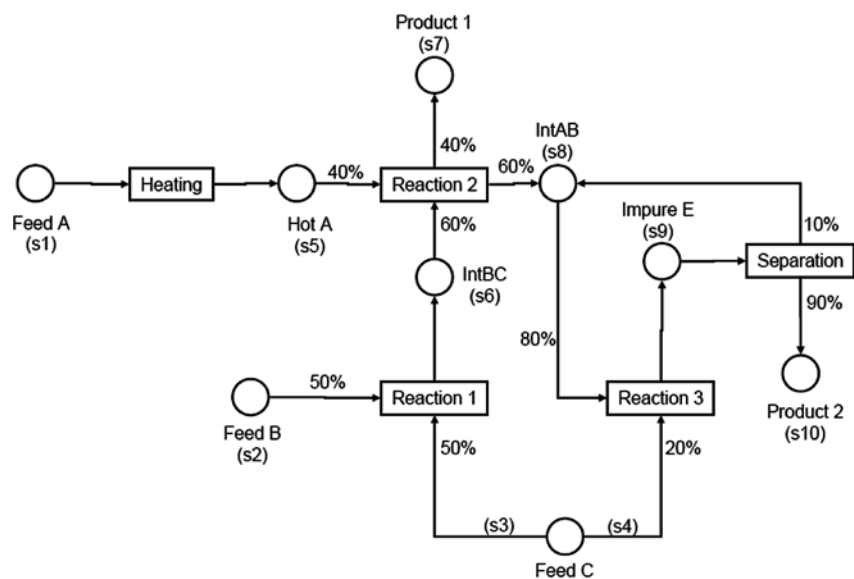 Product 1
(s7)
40%
IntAB
(s8)
40%
60%
Heating
Reaction 2
Impure E
(s9)
10%
Feed A
(s1)
Hot A
(s5)
60%
Separation
IntBC
(s6)
90%
80%
50%
Reaction 1
Reaction 3
Product 2
(s10)
Feed B
(s2)
50%
20%
(s3)
(s4)
Feed C